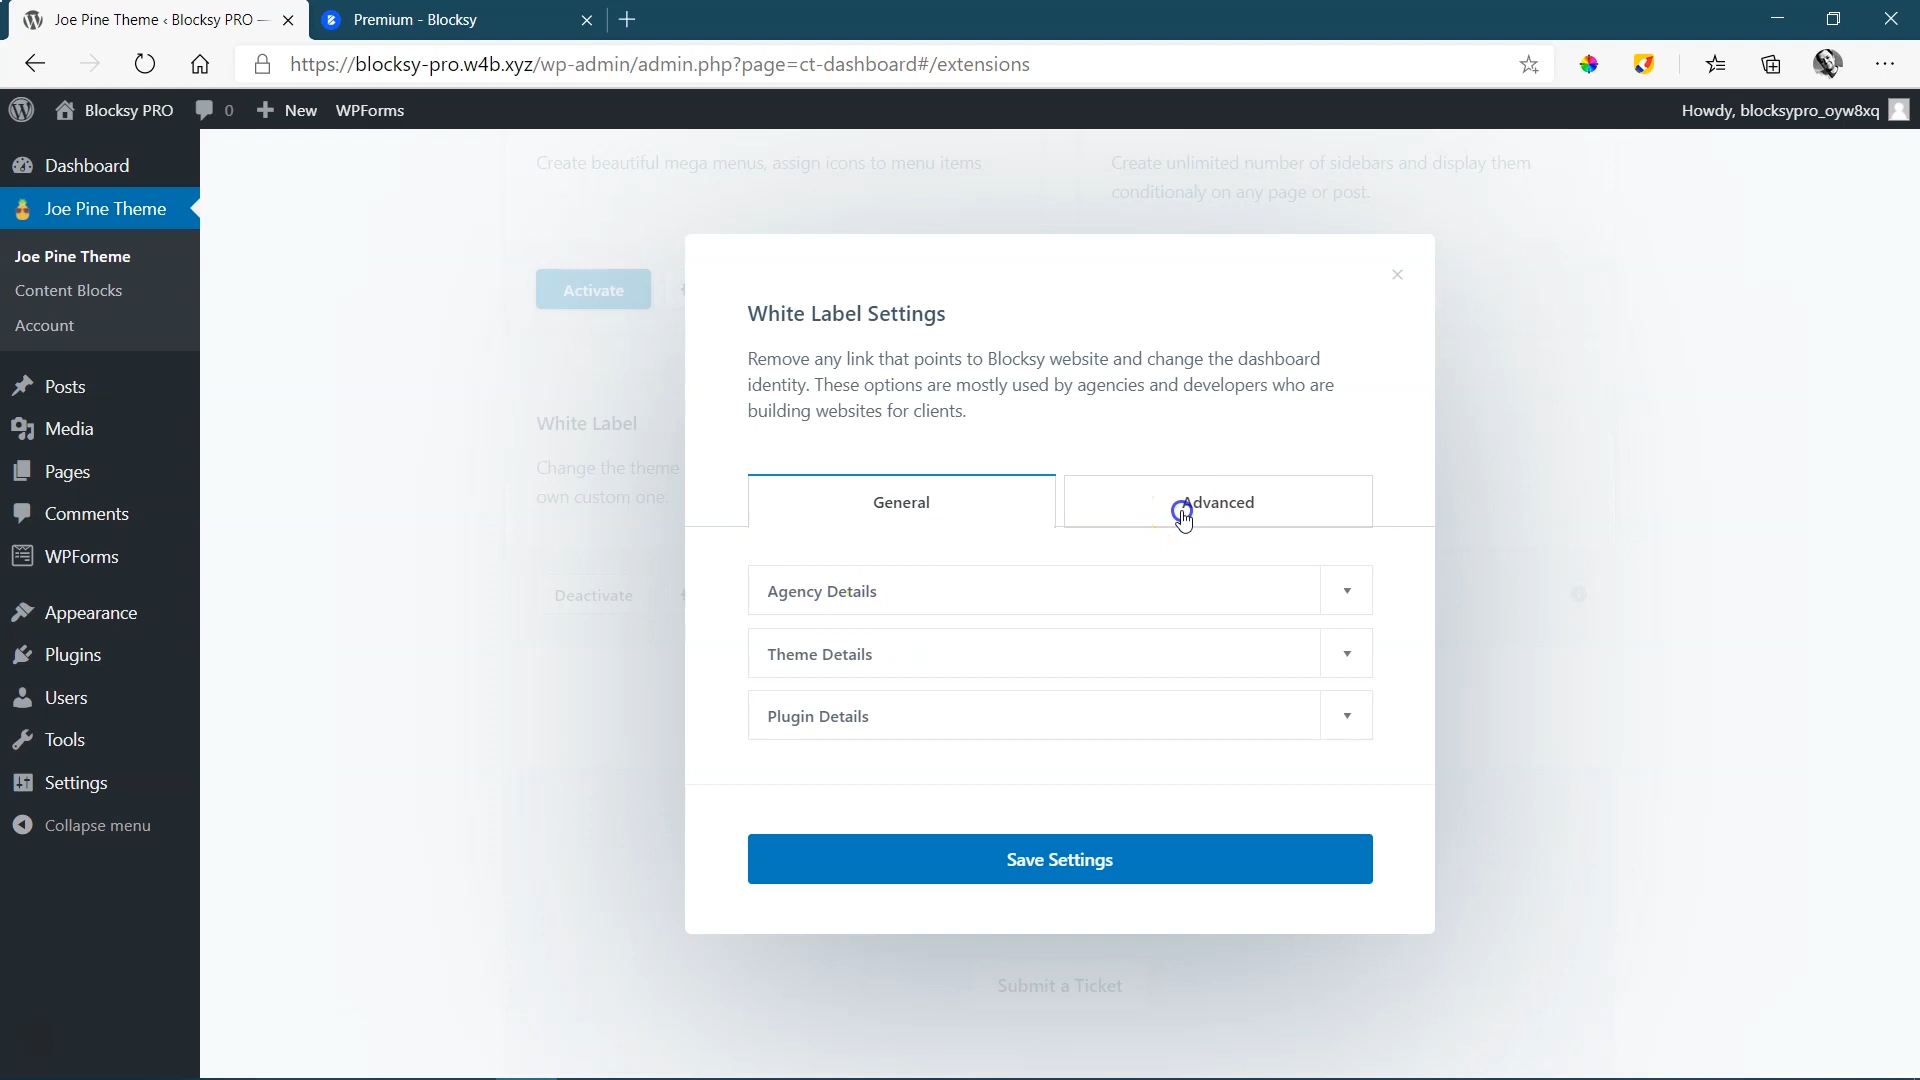 Joe Pine Theme ‹ Blocksy PRO —
Premium - Blocksy
https://blocksy-pro.w4b.xyz/wp-admin/admin.php?page=ct-dashboard#/extensions
Blocksy PRO
0
New
WPForms
Howdy, blocksypro_oyw8xq
Dashboard
Joe Pine Theme
Joe Pine Theme
Content Blocks
Account
Posts
Media
Pages
Comments
WPForms
Appearance
Plugins
Users
Tools
Settings
Collapse menu
Create beautiful mega menus, assign icons to menu items
Create unlimited number of sidebars and display them
conditionaly on any page or post.
Activate
White Label
Change the theme
own custom one.
Deactivate
White Label Settings
Remove any link that points to Blocksy website and change the dashboard
identity. These options are mostly used by agencies and developers who are
building websites for clients.
General
Advanced
Agency Details
Theme Details
Plugin Details
Save Settings
Submit a Ticket